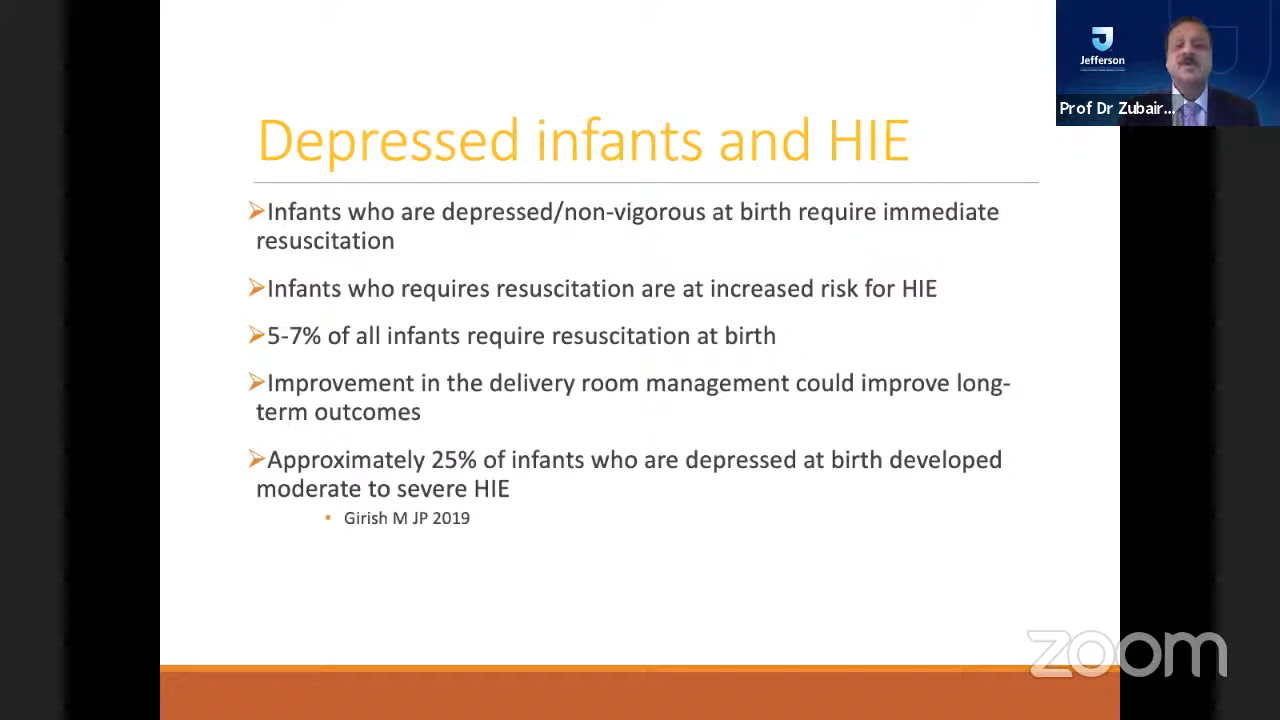 Jefferson
Prof Dr Zubair...
Depressed infants and HIE
Infants who are depressed/non-vigorous at birth require immediate
resuscitation
Infants who requires resuscitation are at increased risk for HIE
5-7% of all infants require resuscitation at birth
Improvement in the delivery room management could improve long-
term outcomes
Approximately 25% of infants who are depressed at birth developed
moderate to severe HIE
Girish M JP 2019
zoom